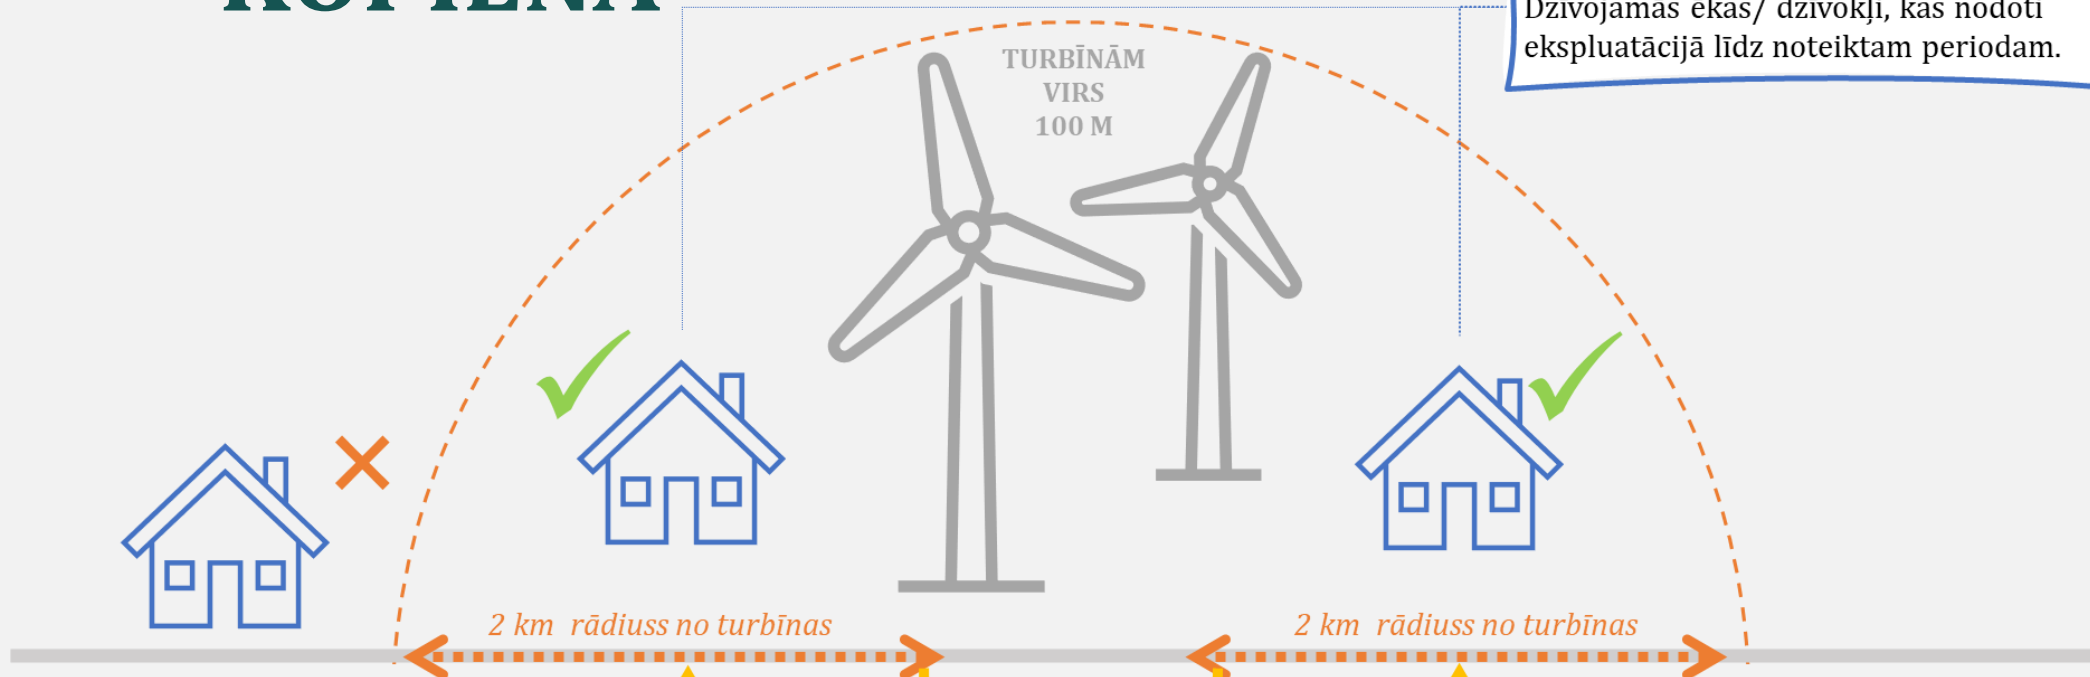 KOPIENA
Dzīvojamās ēkas/ dzīvokļi, kas nodoti
ekspluatācijā līdz noteiktam periodam.
TURBĪNĀM
VIRS
100 M
2 km rādiuss no turbīnas
2 km rādiuss no turbīnas